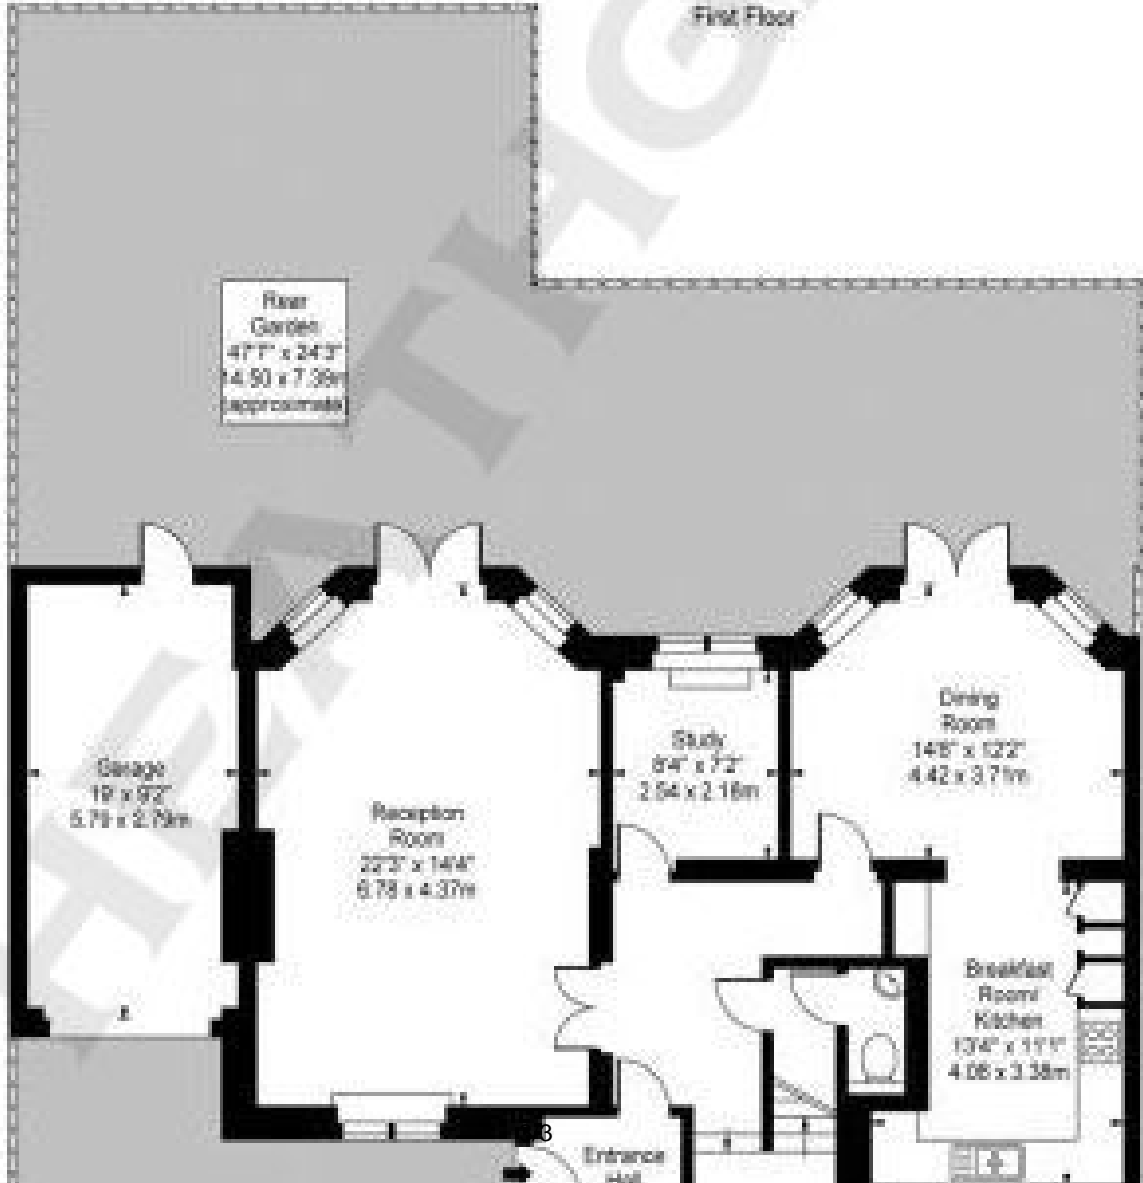 First Floor
Rear
Garden
47'7" x 24'3"
14.50 x 7.39m
(approximate)
Garage
19' x 9'2"
5.79 x 2.79m
Reception
Room
22'3" x 14'4"
6.78 x 4.37m
Study
8'4" x 7'2"
2.54 x 2.18m
Dining
Room
14'6" x 12'2"
4.42 x 3.71m
Breakfast
Room/
Kitchen
13'4" x 11'1"
4.06 x 3.38m
3
Entrance
Hall
HEATHG